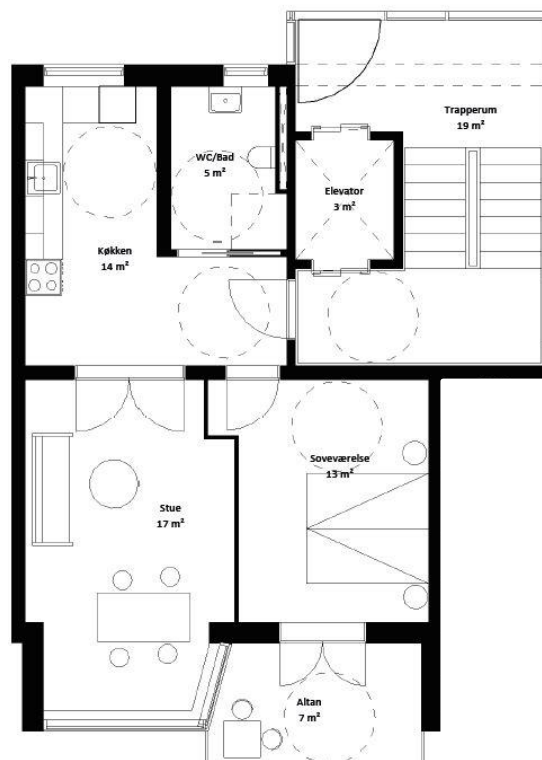 Trapperum
19 m²
WC/Bad
5 m²
Elevator
3 m²
Køkken
14 m²
Soveværelse
13 m²
Stue
17 m²
Altan
7 m²